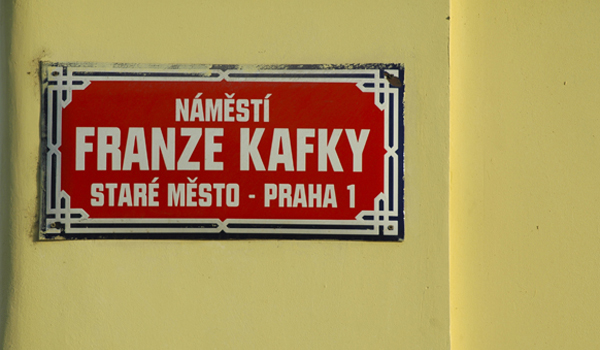 NÁMĚSTÍ
FRANZE KAFKY
STARÉ MĚSTO - PRAHA 1